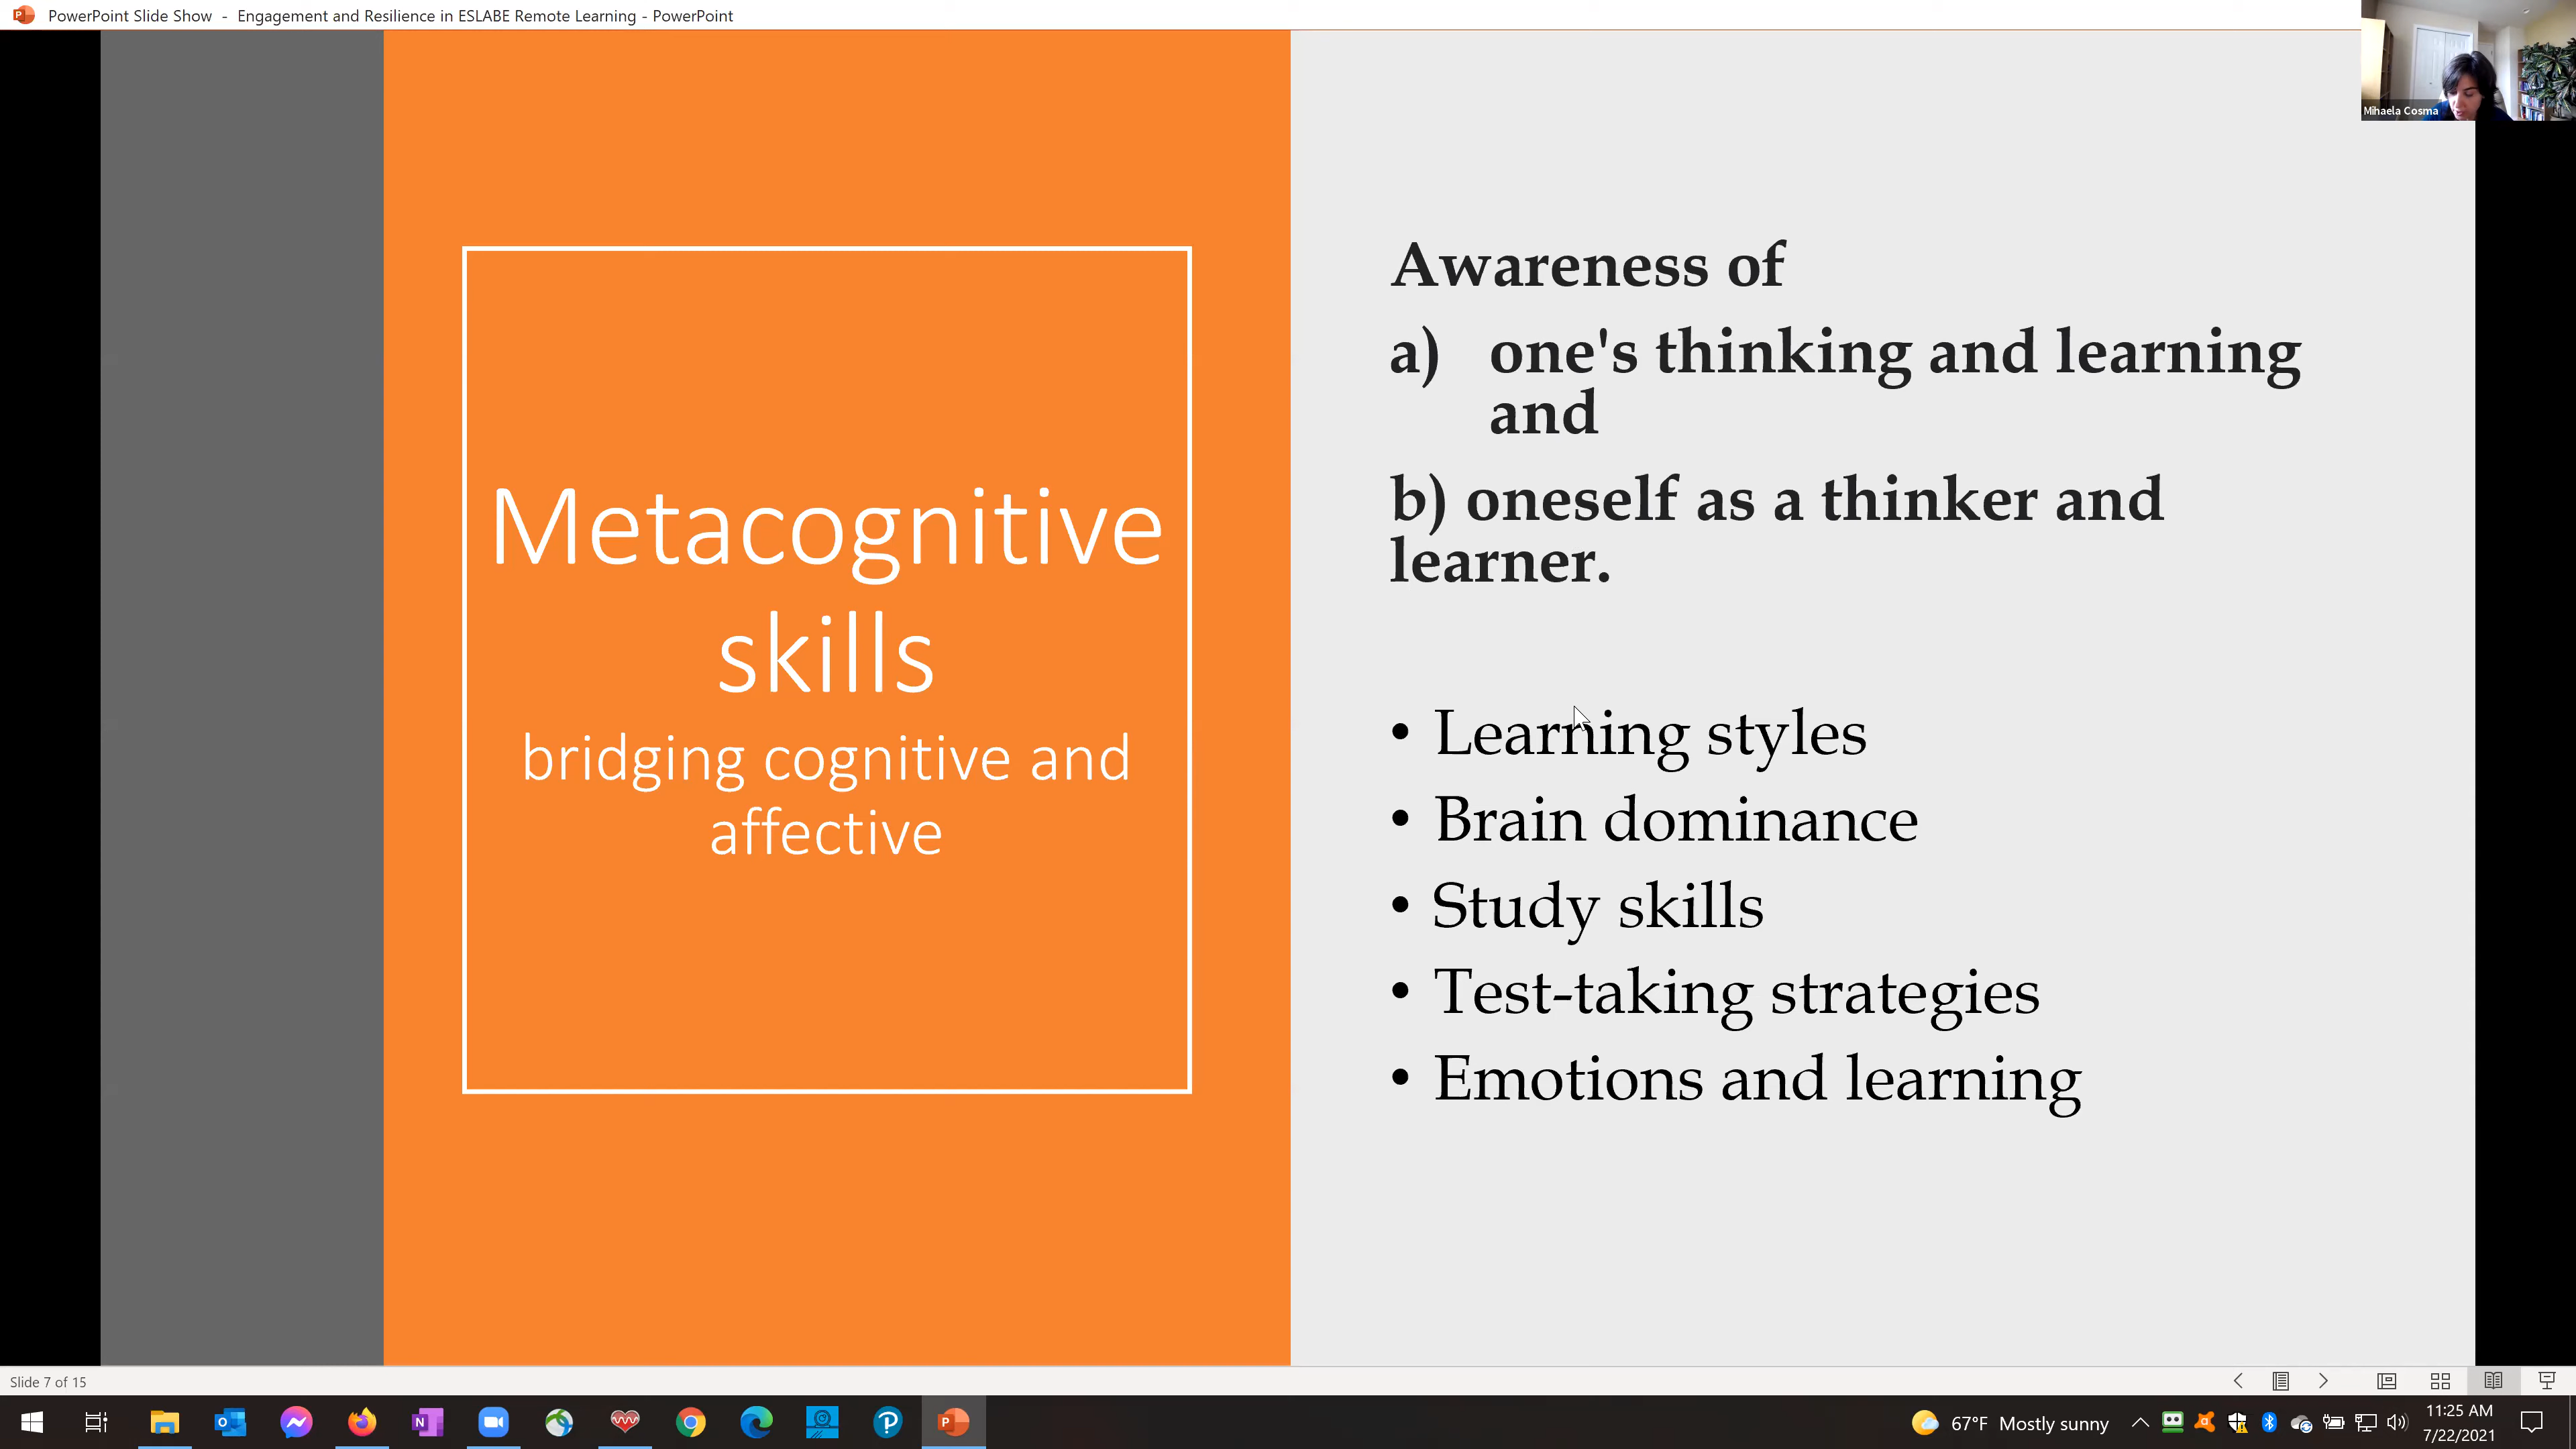 PowerPoint Slide Show - Engagement and Resilience in ESLABE Remote Learning - PowerPoint
Mihaela Cosma
Metacognitive
skills
bridging cognitive and
affective
Awareness of
a) one's thinking and learning
and
b) oneself as a thinker and
learner.
• Learning styles
• Brain dominance
• Study skills
• Test-taking strategies
• Emotions and learning
Slide 7 of 15
67°F Mostly sunny
11:25 AM
7/22/2021